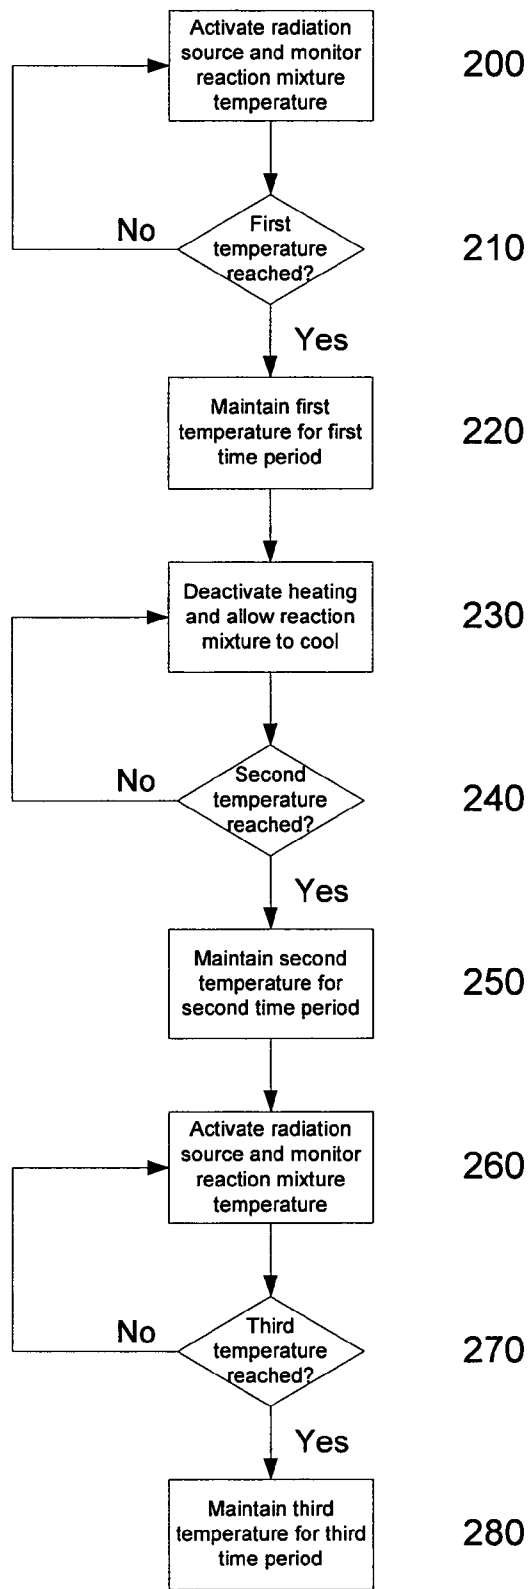 Activate radiation
source and monitor
reaction mixture
temperature
200
First
temperature
reached?
No
210
Yes
Maintain first
temperature for first
time period
220
Deactivate heating
and allow reaction
mixture to cool
230
Second
temperature
reached?
No
240
Yes
Maintain second
temperature for
second time period
250
Activate radiation
source and monitor
reaction mixture
temperature
260
Third
temperature
reached?
No
270
Yes
Maintain third
temperature for third
time period
280